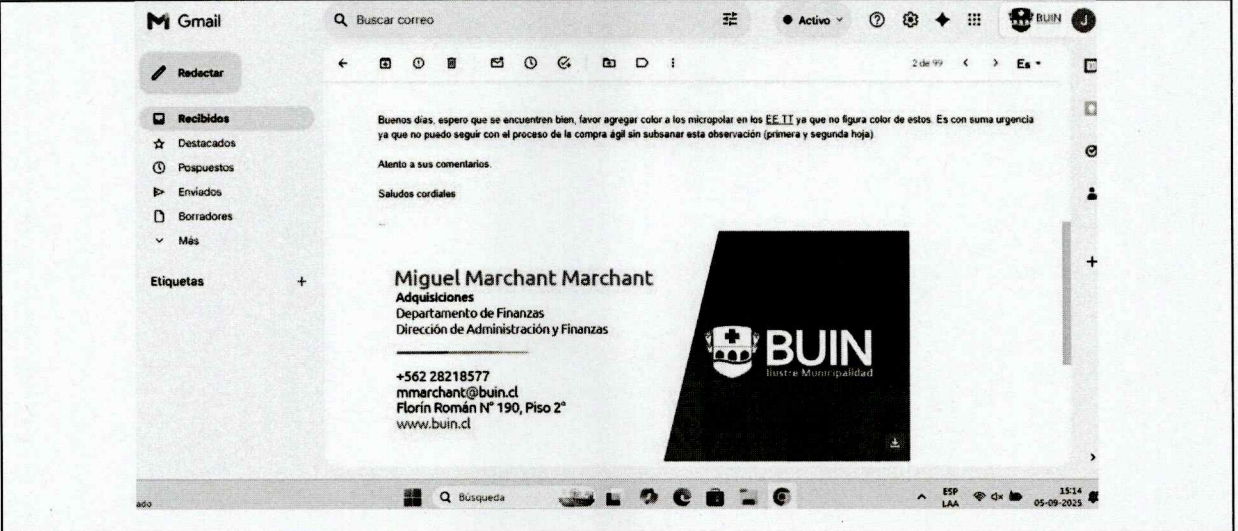 Gmail
Buscar correo
Activo
BUIN
J
Redactar
2 de 99
Es
Recibidos
Destacados
Pospuestos
Enviados
Borradores
Más
Etiquetas
Buenos días, espero que se encuentren bien, favor agregar color a los micropolar en los EE.TT ya que no figura color de estos. Es con suma urgencia
ya que no puedo seguir con el proceso de la compra ágil sin subsanar esta observación (primera y segunda hoja).
Atento a sus comentarios.
Saludos cordiales
--
Miguel Marchant Marchant
Adquisiciones
Departamento de Finanzas
Dirección de Administración y Finanzas
+562 28218577
mmarchant@buin.cl
Florín Román N° 190, Piso 2°
www.buin.cl
BUIN
Ilustre Municipalidad
ado
Búsqueda
ESP
LAA
15:14
05-09-2025